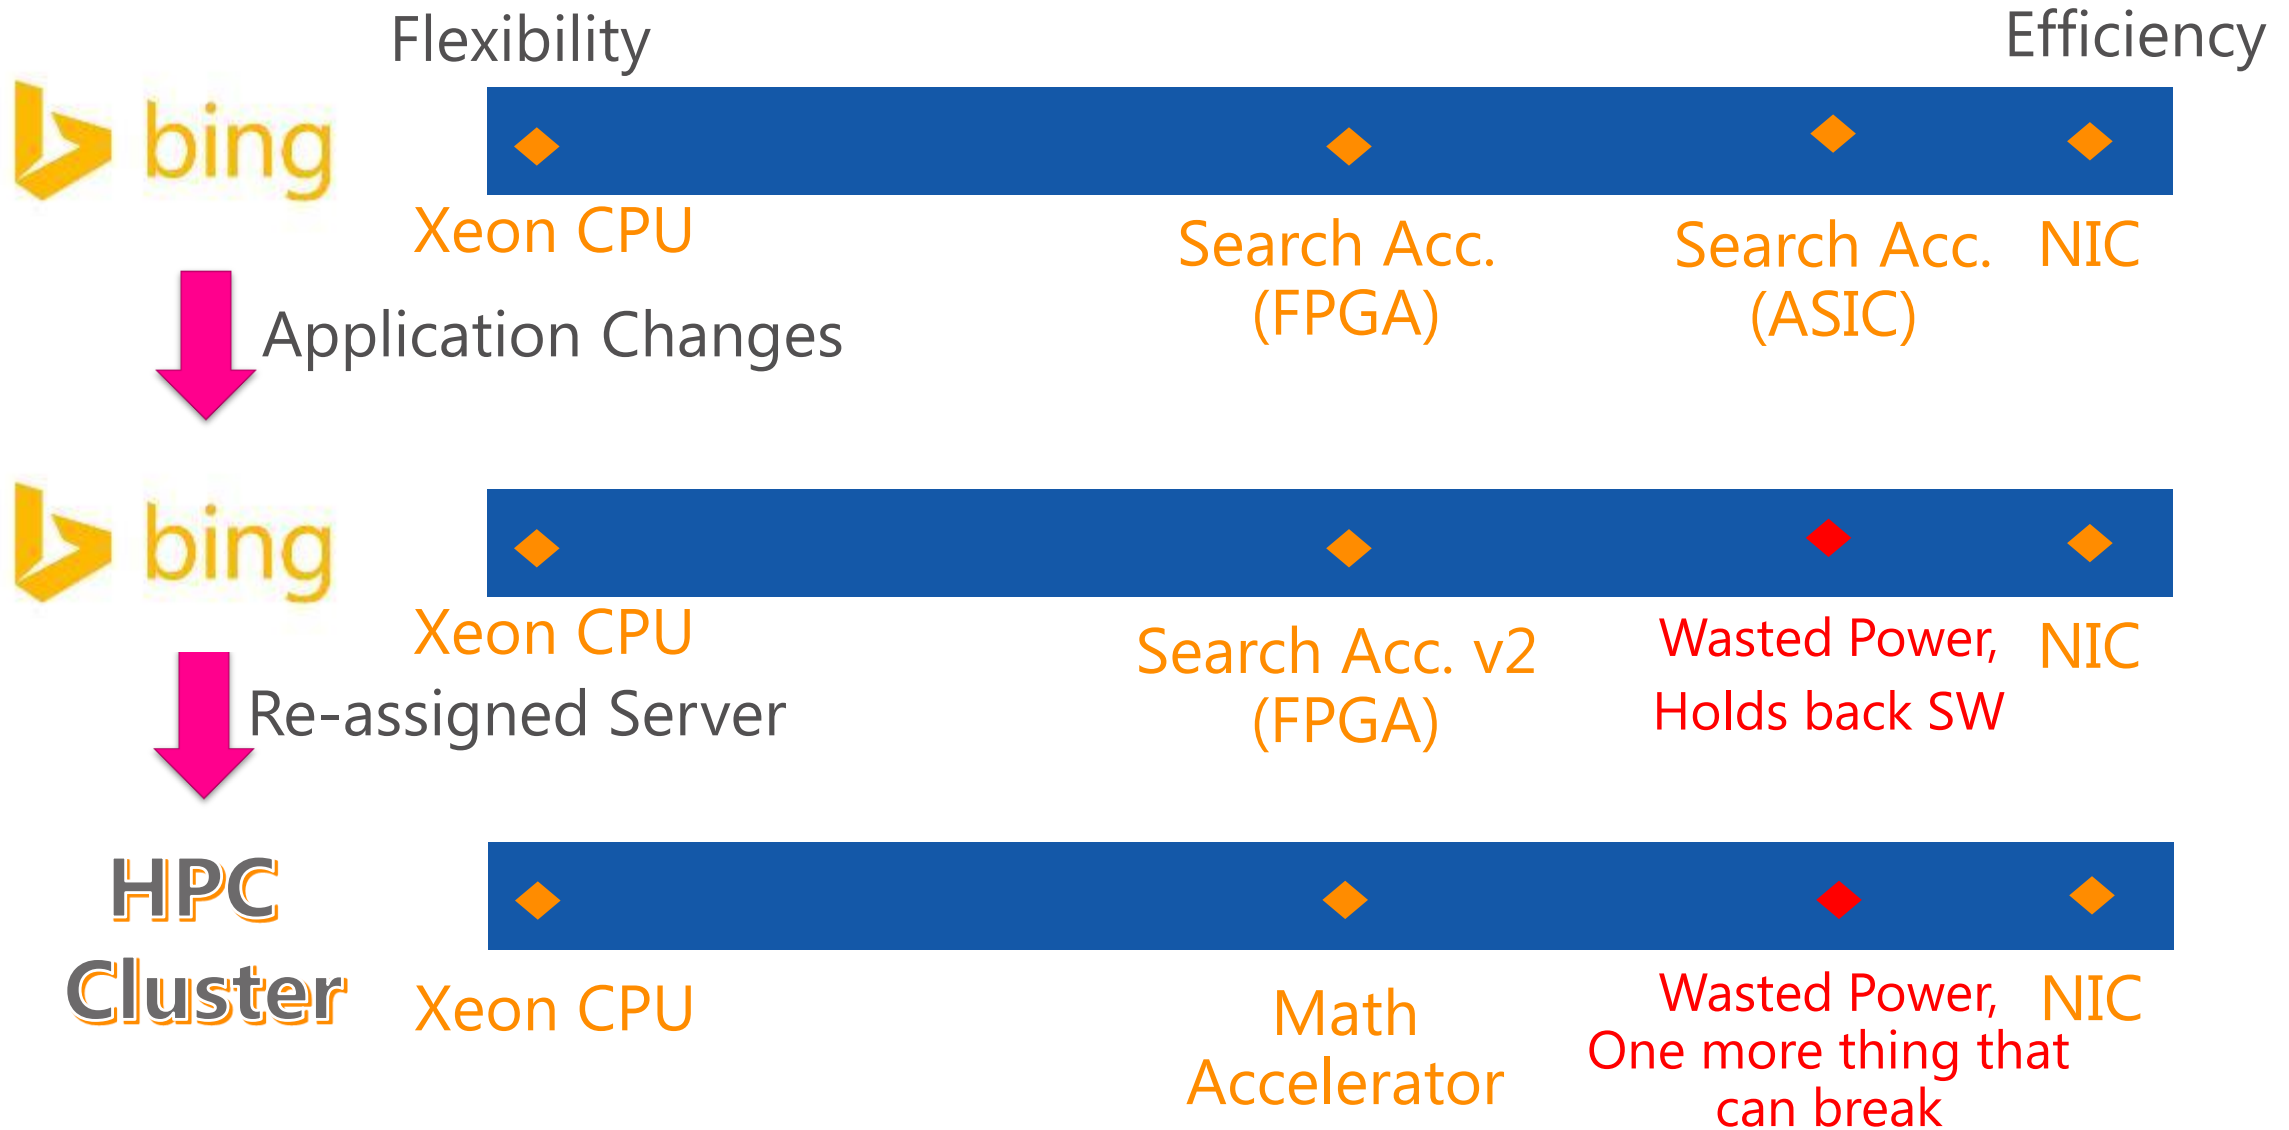 Flexibility
Efficiency
bing
Xeon CPU
Search Acc.
(FPGA)
Search Acc.
(ASIC)
NIC
Application Changes
bing
Xeon CPU
Search Acc. v2
(FPGA)
Wasted Power,
Holds back SW
NIC
Re-assigned Server
HPC
Cluster
Xeon CPU
Math
Accelerator
Wasted Power,
One more thing that
can break
NIC